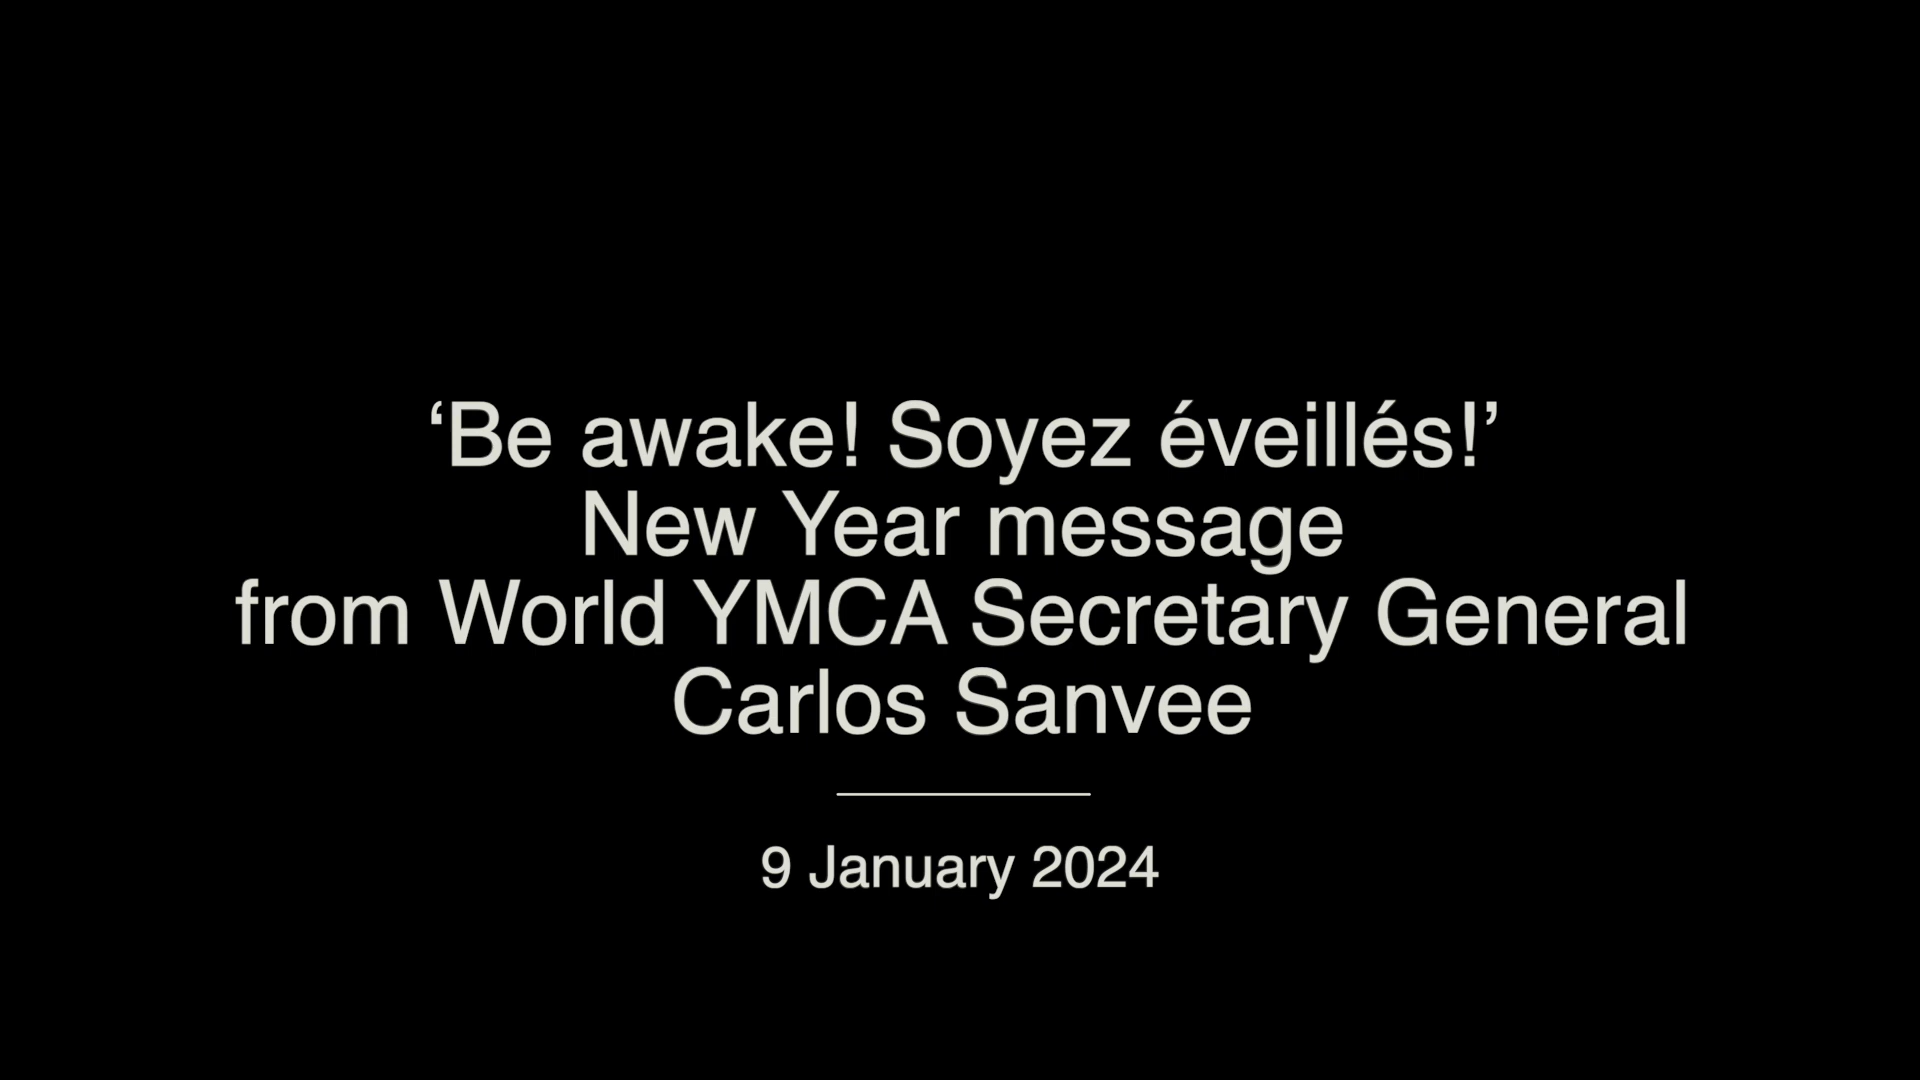 ‘Be awake! Soyez éveillés!’
New Year message
from World YMCA Secretary General
Carlos Sanvee
9 January 2024